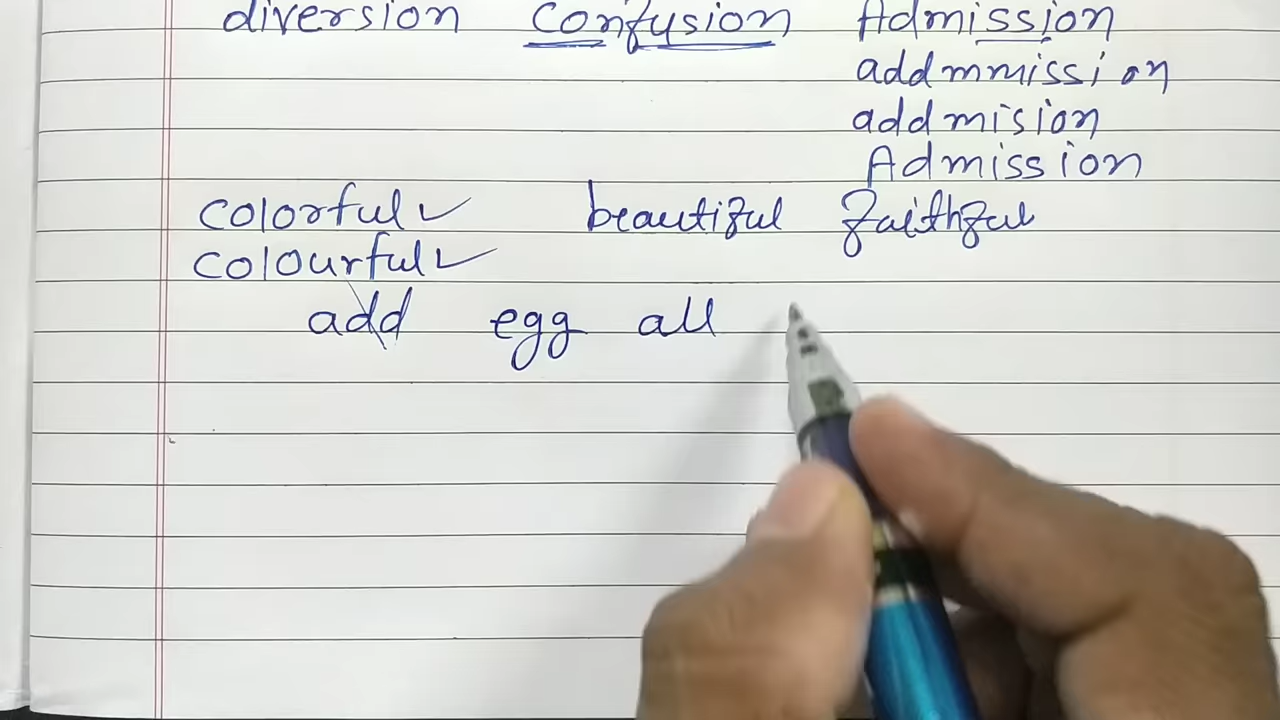 diversion confusion Admission
addmmission
addmision
Admission
colorful ✓ beautiful faithful
colourful ✓
add egg all